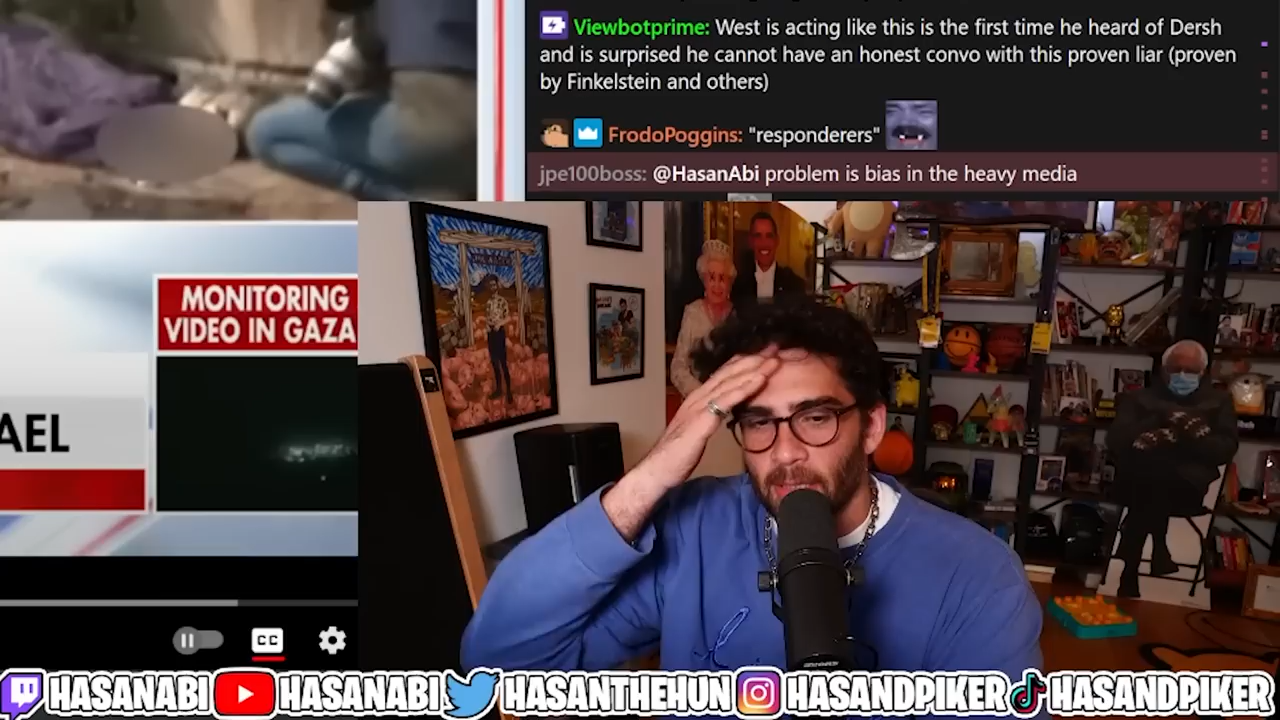 Viewbotprime: West is acting like this is the first time he heard of Dersh
and is surprised he cannot have an honest convo with this proven liar (proven
by Finkelstein and others)
FrodoPoggins: "responderers"
jpe100boss: @HasanAbi problem is bias in the heavy media
MONITORING
VIDEO IN GAZA
AEL
CC
HASANABI HASANABI HASANTHEHUN HASANDPIKER HASANDPIKER